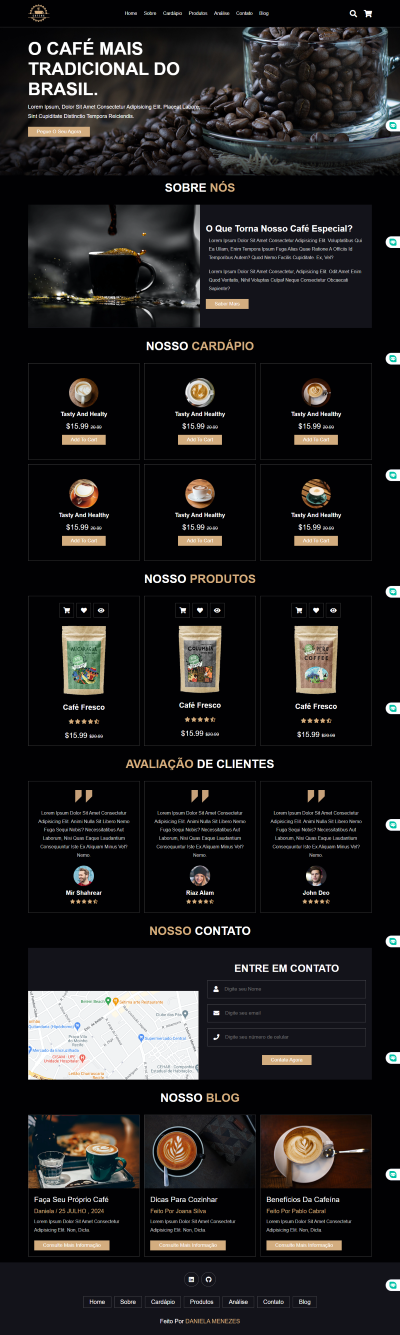 Home Sobre Cardápio Produtos Análise Contato Blog
O CAFÉ MAIS
TRADICIONAL DO
BRASIL.
Lorem Ipsum, Dolor Sit Amet Consectetur Adipisicing Elit. Placeat Labore,
Sint Cupiditate Distinctio Tempora Reiciendis.
Pegue O Seu Agora
SOBRE NÓS
O Que Torna Nosso Café Especial?
Lorem Ipsum Dolor Sit Amet Consectetur Adipisicing Elit. Voluptatibus Qui
Ea Ullam, Enim Tempora Ipsum Fuga Alias Quae Ratione A Officiis Id
Temporibus Autem? Quod Nemo Facilis Cupiditate. Ex, Vel?
Lorem Ipsum Dolor Sit Amet Consectetur, Adipisicing Elit. Odit Amet Enim
Quod Veritatis, Nihil Voluptas Culpa! Neque Consectetur Obcaecati
Sapiente?
Saber Mais
NOSSO CARDÁPIO
Tasty And Healty
$15.99 20.99
Add To Cart
Tasty And Healthy
$15.99 20.99
Add To Cart
Tasty And Healthy
$15.99 20.99
Add To Cart
Tasty And Healthy
$15.99 20.99
Add To Cart
Tasty And Healthy
$15.99 20.99
Add To Cart
Tasty And Healthy
$15.99 20.99
Add To Cart
NOSSO PRODUTOS
COLUMBIA
COFFEE
Café Fresco
$15.99 $20.99
Café Fresco
$15.99 $20.99
Café Fresco
$15.99 $20.99
AVALIAÇÃO DE CLIENTES
Lorem Ipsum Dolor Sit Amet Consectetur
Adipisicing Elit. Animi Nulla Sit Libero Nemo
Fuga Sequi Nobis? Necessitatibus Aut
Laborum, Nisi Quas Eaque Laudantium
Consequuntur Iste Ex Aliquam Minus Vel?
Nemo
Mir Shahrear
Lorem Ipsum Dolor Sit Amet Consectetur
Adipisicing Elit. Animi Nulla Sit Libero Nemo
Fuga Sequi Nobis? Necessitatibus Aut
Laborum, Nisi Quas Eaque Laudantium
Consequuntur Iste Ex Aliquam Minus Vel?
Nemo
Riaz Alam
Lorem Ipsum Dolor Sit Amet Consectetur
Adipisicing Elit. Animi Nulla Sit Libero Nemo
Fuga Sequi Nobis? Necessitatibus Aut
Laborum, Nisi Quas Eaque Laudantium
Consequuntur Iste Ex Aliquam Minus Vel?
Nemo
John Deo
NOSSO CONTATO
Supermercado Central
ENTRE EM CONTATO
Digite seu Nome
Digite seu email
Digite seu número de celular
Contate Agora
NOSSO BLOG
Faça Seu Próprio Café
Daniela / 25 JULHO , 2024
Lorem Ipsum Dolor Sit Amet Consectetur
Adipisicing Elit. Non, Dicta
Consulte Mais Informação
Dicas Para Cozinhar
Feito Por Joana Silva
Lorem Ipsum Dolor Sit Amet Consectetur
Adipisicing Elit. Non, Dicta
Consulte Mais Informação
Benefícios Da Cafeína
Feito Por Pablo Cabral
Lorem Ipsum Dolor Sit Amet Consectetur
Adipisicing Elit. Non, Dicta
Consulte Mais Informação
Home Sobre Cardápio Produtos Análise Contato Blog
Feito Por DANIELA MENEZES